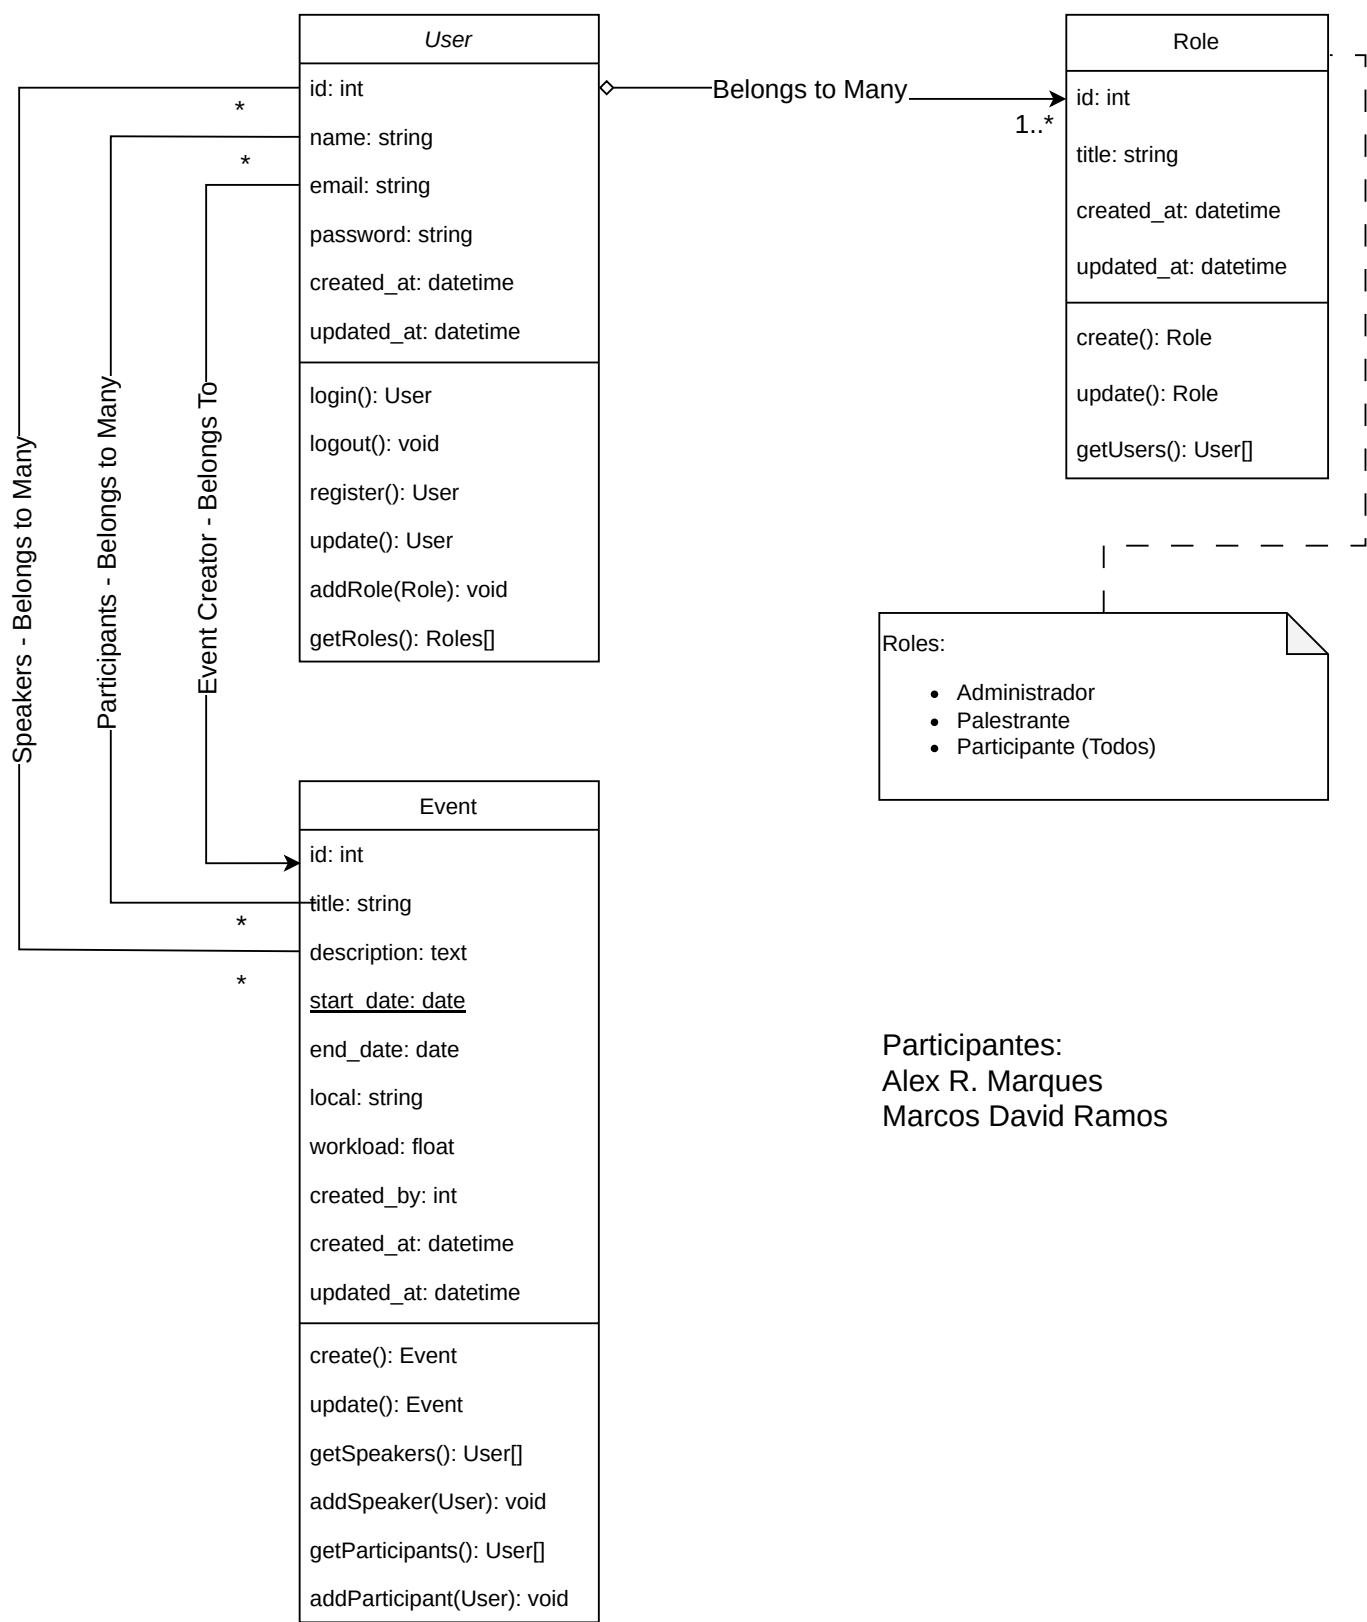 User
id: int
name: string
email: string
password: string
created_at: datetime
updated_at: datetime
login(): User
logout(): void
register(): User
update(): User
addRole(Role): void
getRoles(): Roles[]
Belongs to Many
1..*
Role
id: int
title: string
created_at: datetime
updated_at: datetime
create(): Role
update(): Role
getUsers(): User[]
*
*
Speakers - Belongs to Many
Participants - Belongs to Many
Event Creator - Belongs To
*
*
Roles:
• Administrador
• Palestrante
• Participante (Todos)
Event
id: int
title: string
description: text
start_date: date
end_date: date
local: string
workload: float
created_by: int
created_at: datetime
updated_at: datetime
create(): Event
update(): Event
getSpeakers(): User[]
addSpeaker(User): void
getParticipants(): User[]
addParticipant(User): void
Participantes:
Alex R. Marques
Marcos David Ramos